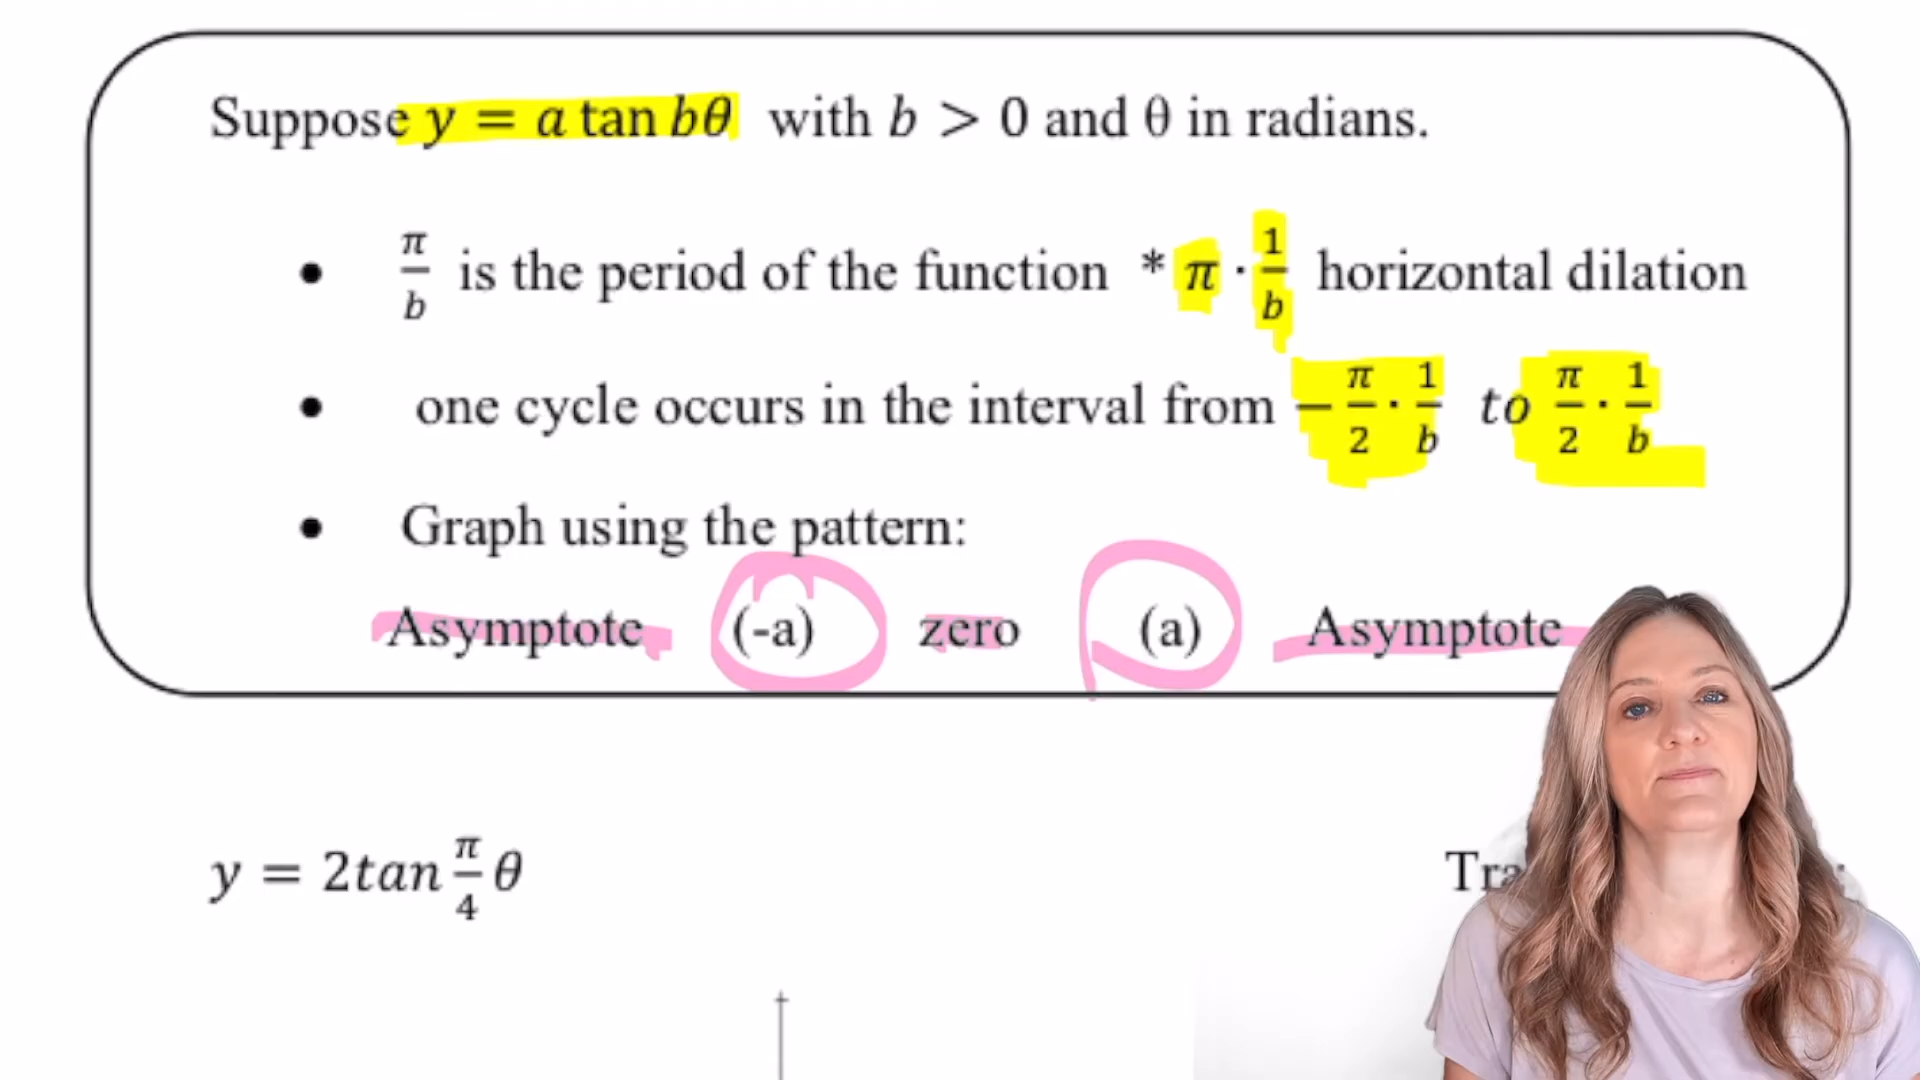 Suppose y = a tan bθ with b > 0 and θ in radians.
• π/b is the period of the function * π · 1/b horizontal dilation
• one cycle occurs in the interval from − π/2 · 1/b to π/2 · 1/b
• Graph using the pattern:
Asymptote (-a) zero (a) Asymptote
y = 2tan π/4 θ